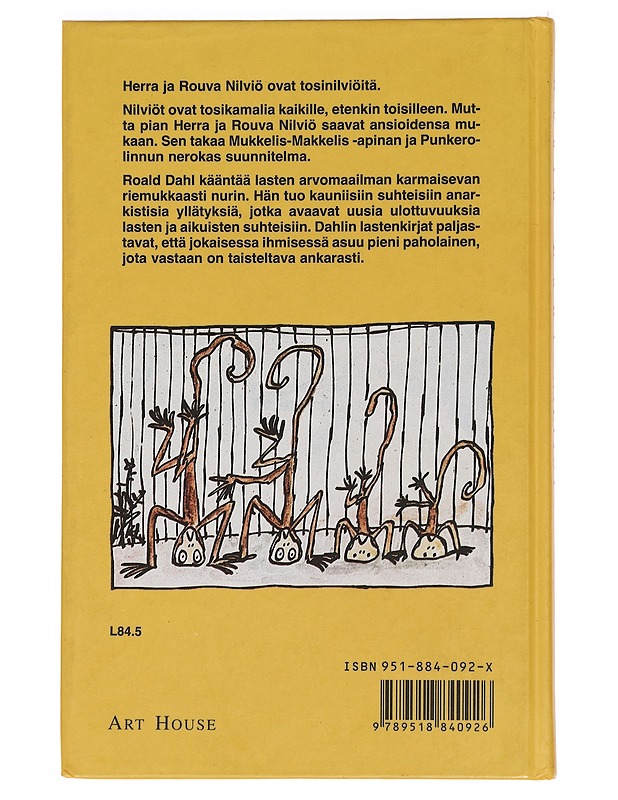 Herra ja Rouva Nilviö ovat tosinilviöitä.
Nilviöt ovat tosikamalia kaikille, etenkin toisilleen. Mut-
ta pian Herra ja Rouva Nilviö saavat ansioidensa mu-
kaan. Sen takaa Mukkelis-Makkelis -apinan ja Punkero-
linnun nerokas suunnitelma.
Roald Dahl kääntää lasten arvomaailman karmaisevan
riemukkaasti nurin. Hän tuo kauniisiin suhteisiin anar-
kistisia yllätyksiä, jotka avaavat uusia ulottuvuuksia
lasten ja aikuisten suhteisiin. Dahlin lastenkirjat paljas-
tavat, että jokaisessa ihmisessä asuu pieni paholainen,
jota vastaan on taisteltava ankarasti.
L84.5
ISBN 951-884-092-X
9 789518 840926
ART HOUSE